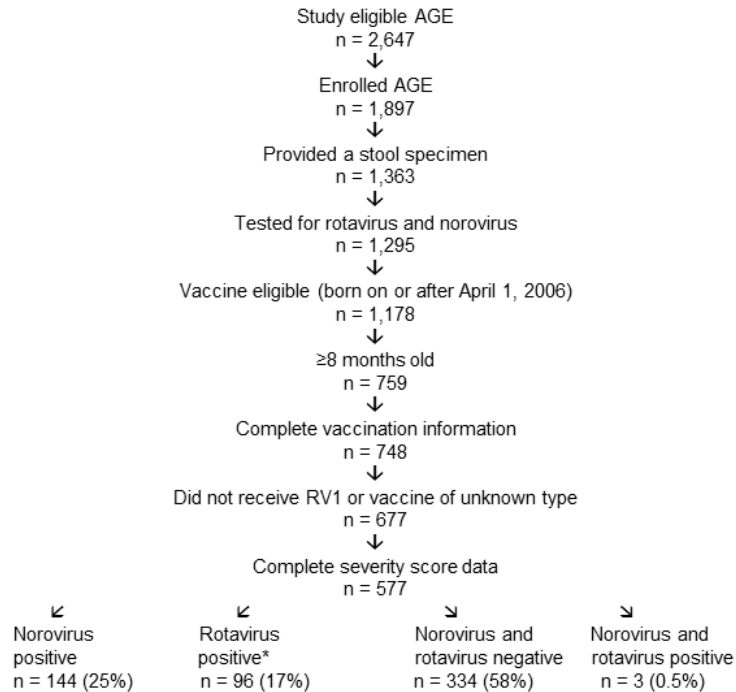 Study eligible AGE
n = 2,647
↓
Enrolled AGE
n = 1,897
↓
Provided a stool specimen
n = 1,363
↓
Tested for rotavirus and norovirus
n = 1,295
↓
Vaccine eligible (born on or after April 1, 2006)
n = 1,178
↓
≥8 months old
n = 759
↓
Complete vaccination information
n = 748
↓
Did not receive RV1 or vaccine of unknown type
n = 677
↓
Complete severity score data
n = 577
↙ ↙ ↘ ↘
Norovirus
positive
n = 144 (25%)
Rotavirus
positive*
n = 96 (17%)
Norovirus and
rotavirus negative
n = 334 (58%)
Norovirus and
rotavirus positive
n = 3 (0.5%)